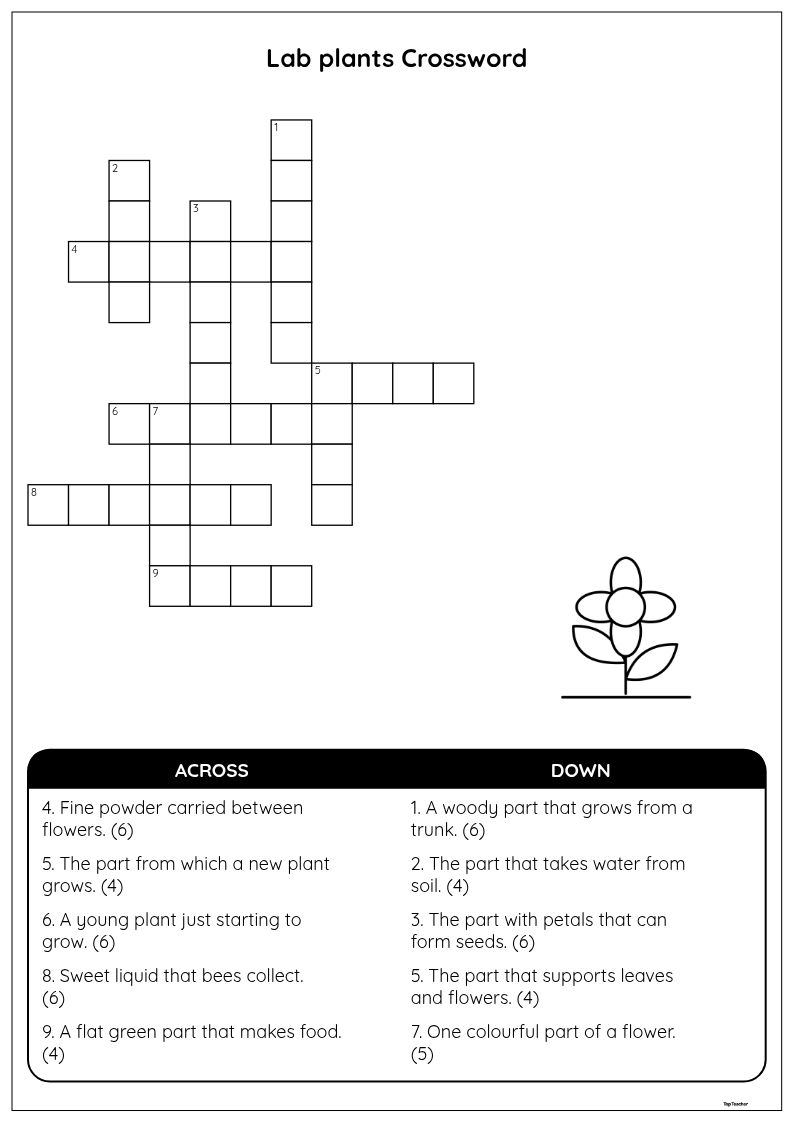 Lab plants Crossword
1
2
3
4
5
6 7
8
9
ACROSS
4. Fine powder carried between
flowers. (6)
5. The part from which a new plant
grows. (4)
6. A young plant just starting to
grow. (6)
8. Sweet liquid that bees collect.
(6)
9. A flat green part that makes food.
(4)
DOWN
1. A woody part that grows from a
trunk. (6)
2. The part that takes water from
soil. (4)
3. The part with petals that can
form seeds. (6)
5. The part that supports leaves
and flowers. (4)
7. One colourful part of a flower.
(5)
TopTeacher